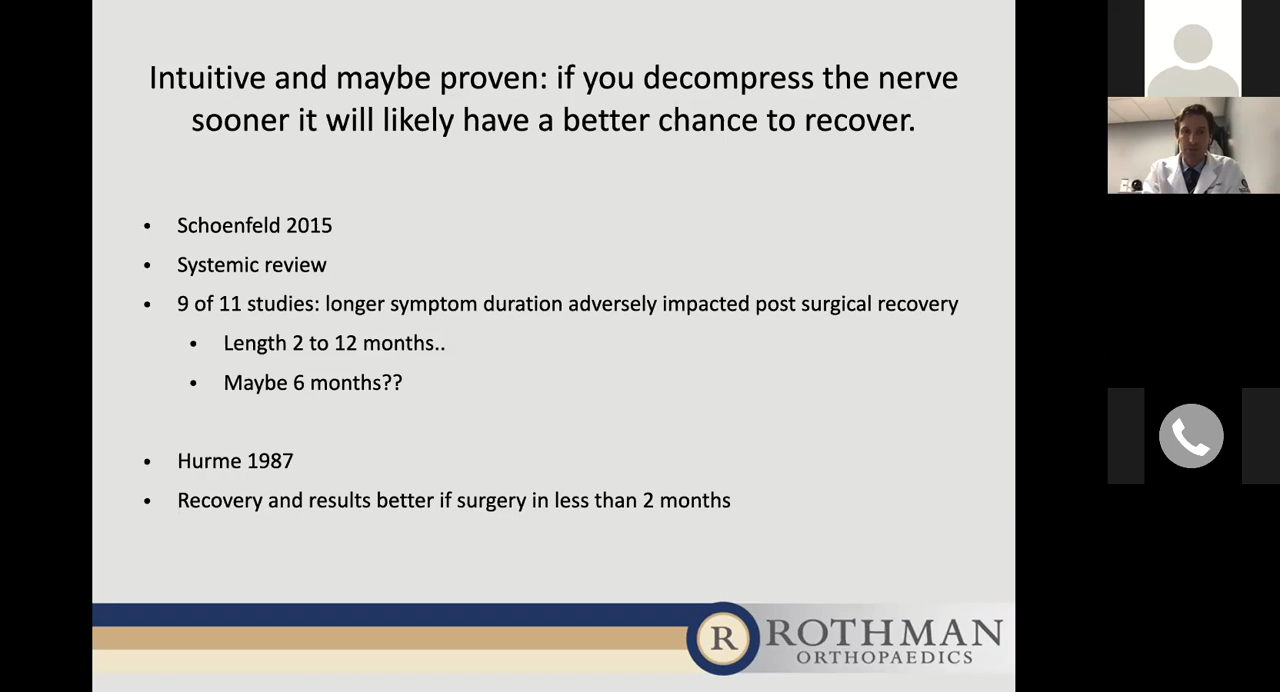 Intuitive and maybe proven: if you decompress the nerve
sooner it will likely have a better chance to recover.
• Schoenfeld 2015
• Systemic review
• 9 of 11 studies: longer symptom duration adversely impacted post surgical recovery
• Length 2 to 12 months..
• Maybe 6 months??
• Hurme 1987
• Recovery and results better if surgery in less than 2 months
R ROTHMAN
ORTHOPAEDICS